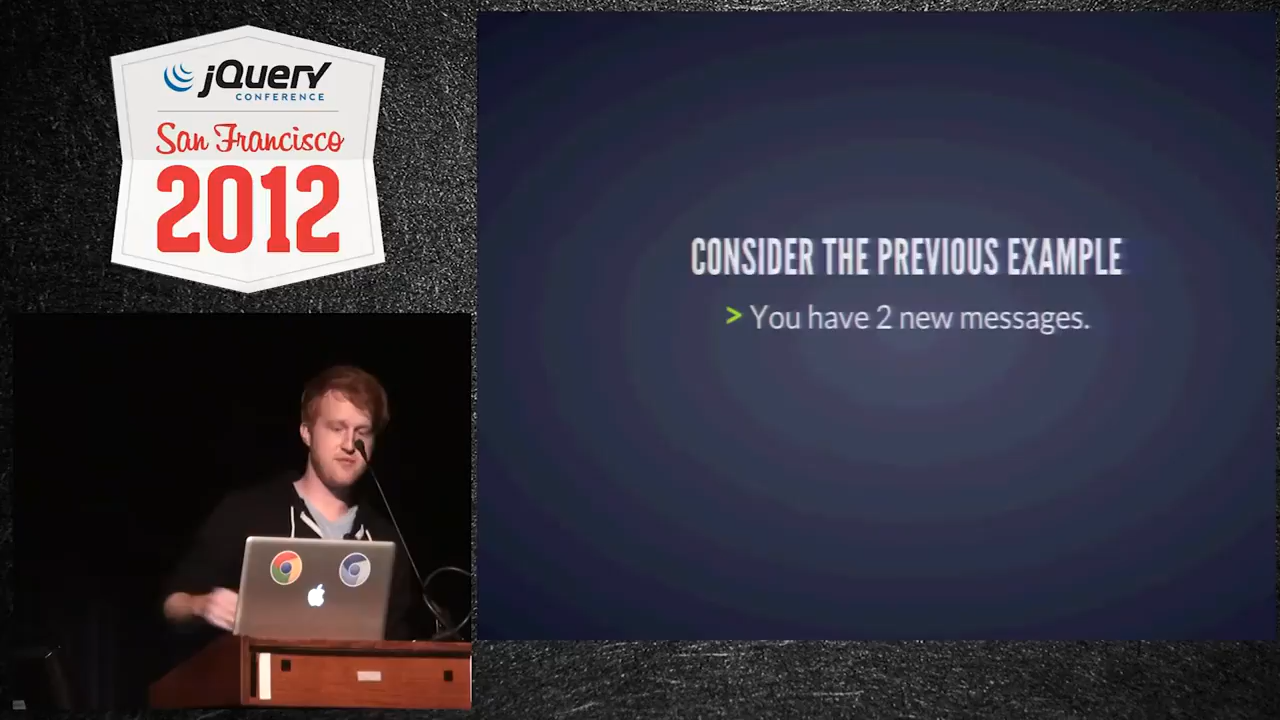 jQuery
CONFERENCE
San Francisco
2012
CONSIDER THE PREVIOUS EXAMPLE
> You have 2 new messages.